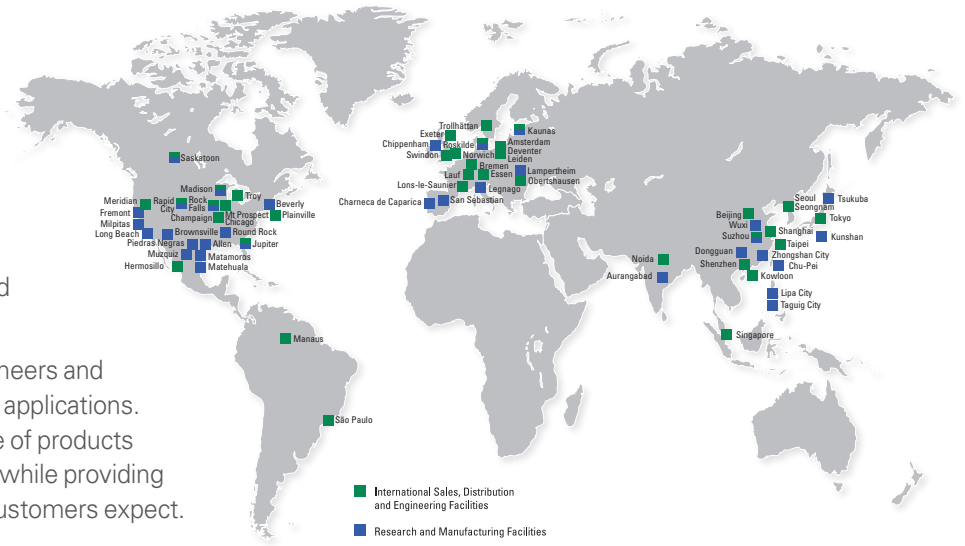 Saskatoon
Madison
Troy
Meridian
Rapid
City
Rock
Falls
Beverly
Fremont
Champaign
Mt Prospect
Chicago
Plainville
Milpitas
Long Beach
Brownsville
Round Rock
Piedras Negras
Allen
Jupiter
Muzquiz
Matamoros
Hermosillo
Matehuala
Manaus
São Paulo
Trollhättan
Exeter
Kaunas
Chippenham
Roskilde
Amsterdam
Swindon
Norwich
Deventer
Leiden
Bremen
Lampertheim
Lauf
Essen
Obertshausen
Lons-le-Saunier
Legnago
Charneca de Caparica
San Sebastian
Seoul
Seongnam
Tsukuba
Beijing
Tokyo
Wuxi
Suzhou
Shanghai
Kunshan
Taipei
Dongguan
Zhongshan City
Noida
Shenzhen
Chu-Pei
Aurangabad
Kowloon
Lipa City
Taguig City
Singapore
d
neers and
applications.
e of products
while providing
ustomers expect.
International Sales, Distribution
and Engineering Facilities
Research and Manufacturing Facilities